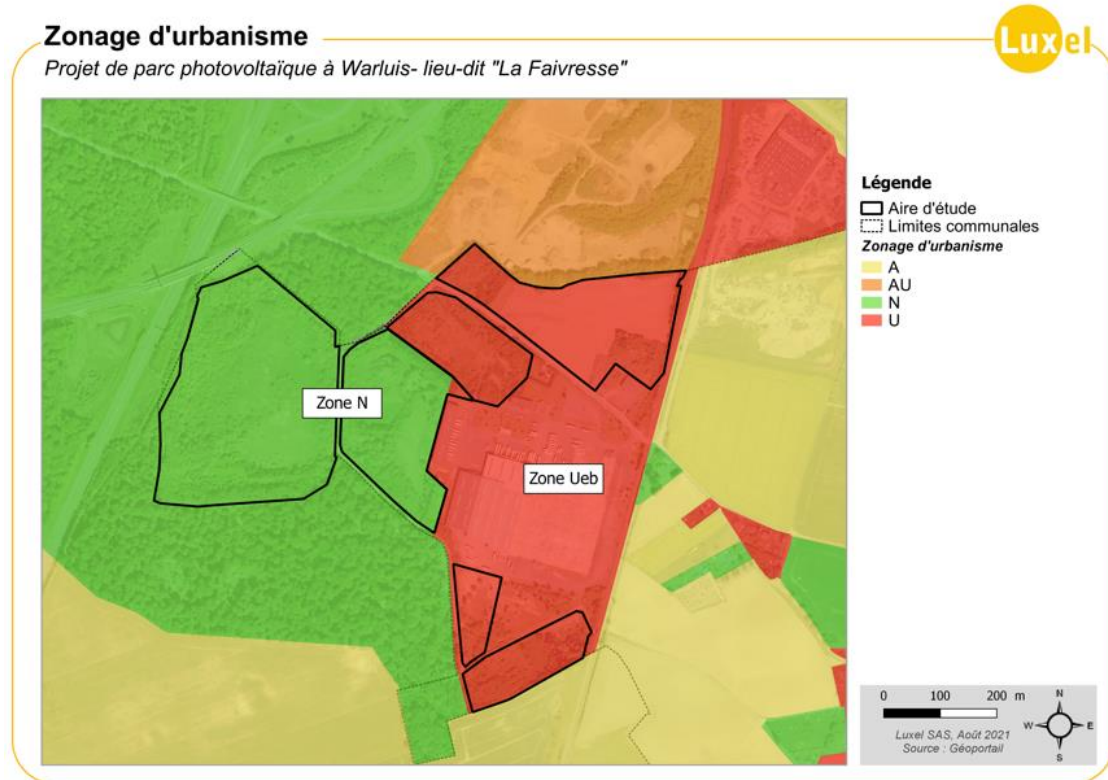 Zonage d'urbanisme
Luxel
Projet de parc photovoltaïque à Warluis- lieu-dit "La Faivresse"
Légende
Aire d'étude
Limites communales
Zonage d'urbanisme
A
AU
N
U
Zone N
Zone Ueb
0 100 200 m
N
W E
S
Luxel SAS, Août 2021
Source : Géoportail